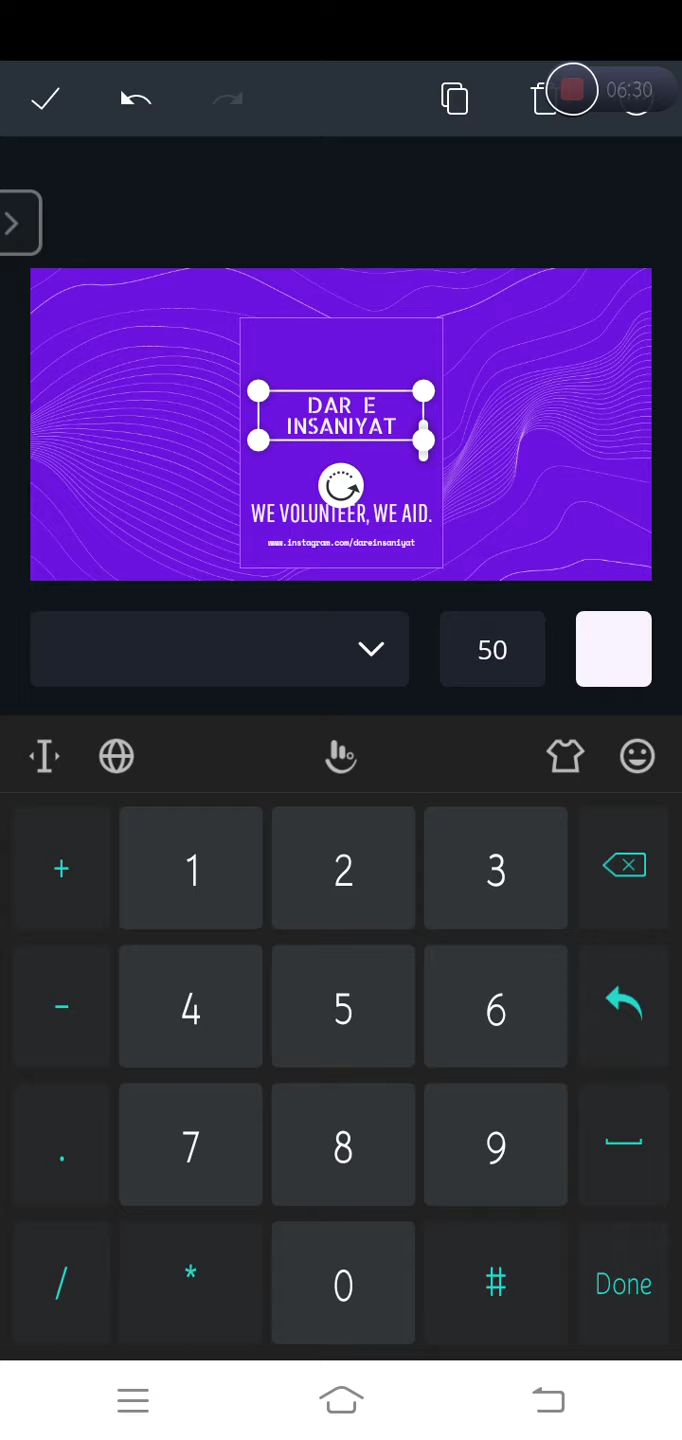 06:30
DAR E
INSANIYAT
WE VOLUNTEER, WE AID.
www.instagram.com/dareinsaniyat
50
+ 1 2 3
- 4 5 6
. 7 8 9
/ * 0 # Done